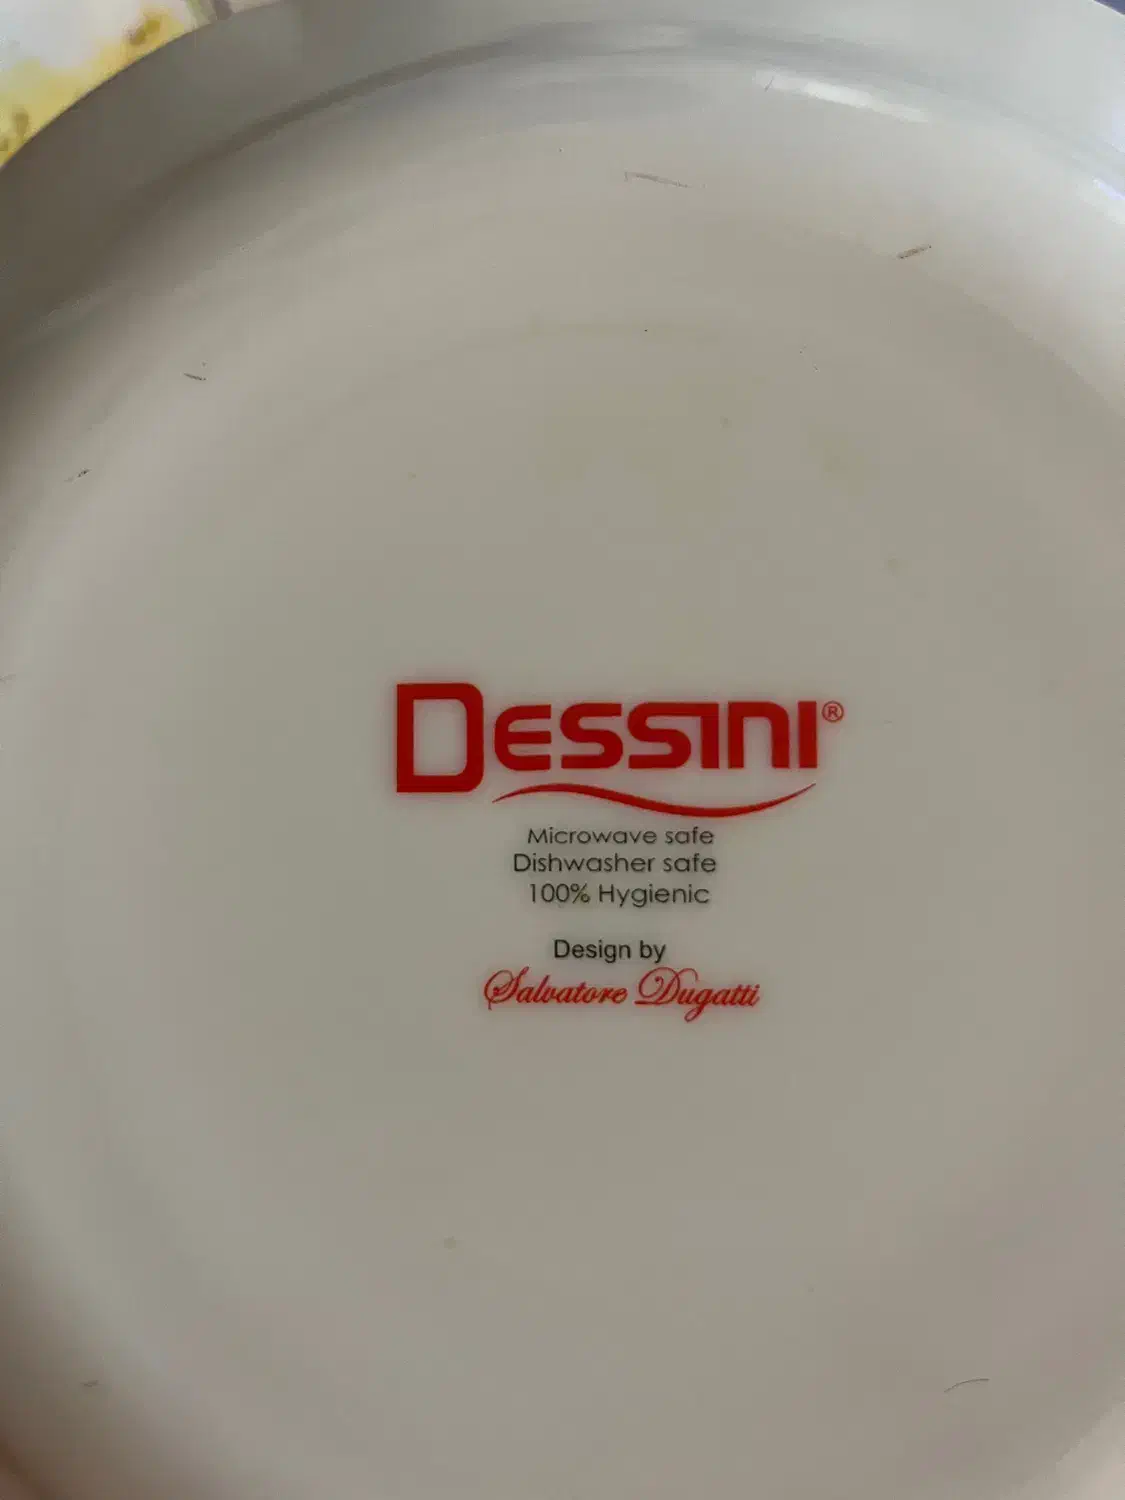 DESSINI®
Microwave safe
Dishwasher safe
100% Hygienic
Design by
Salvatore Dugatti